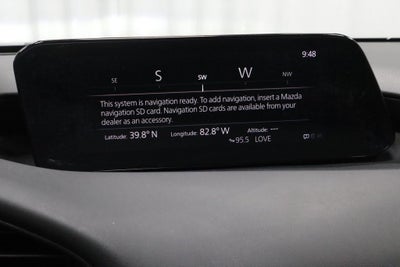 9:48
SE S SW W NW
This system is navigation ready. To add navigation, insert a Mazda
navigation SD card. Navigation SD cards are available from your
dealer as an accessory.
Latitude: 39.8° N Longitude: 82.8° W Altitude: ---
95.5 LOVE